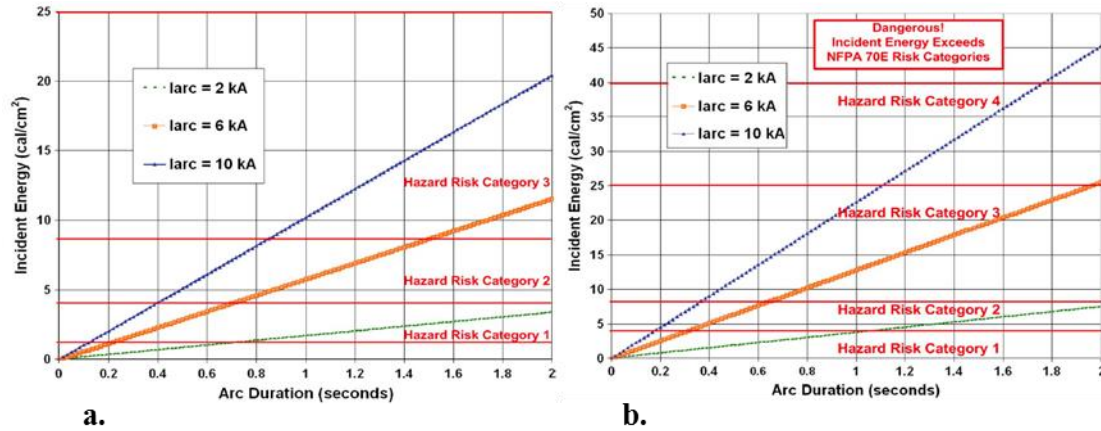 25
20
15
10
5
0
Incident Energy (cal/cm²)
Iarc = 2 kA
Iarc = 6 kA
Iarc = 10 kA
Hazard Risk Category 3
Hazard Risk Category 2
Hazard Risk Category 1
0 0.2 0.4 0.6 0.8 1 1.2 1.4 1.6 1.8 2
Arc Duration (seconds)
a.
50
45
40
35
30
25
20
15
10
5
0
Incident Energy (cal/cm²)
Dangerous!
Incident Energy Exceeds
NFPA 70E Risk Categories
Iarc = 2 kA
Iarc = 6 kA
Iarc = 10 kA
Hazard Risk Category 4
Hazard Risk Category 3
Hazard Risk Category 2
Hazard Risk Category 1
0 0.2 0.4 0.6 0.8 1 1.2 1.4 1.6 1.8 2
Arc Duration (seconds)
b.